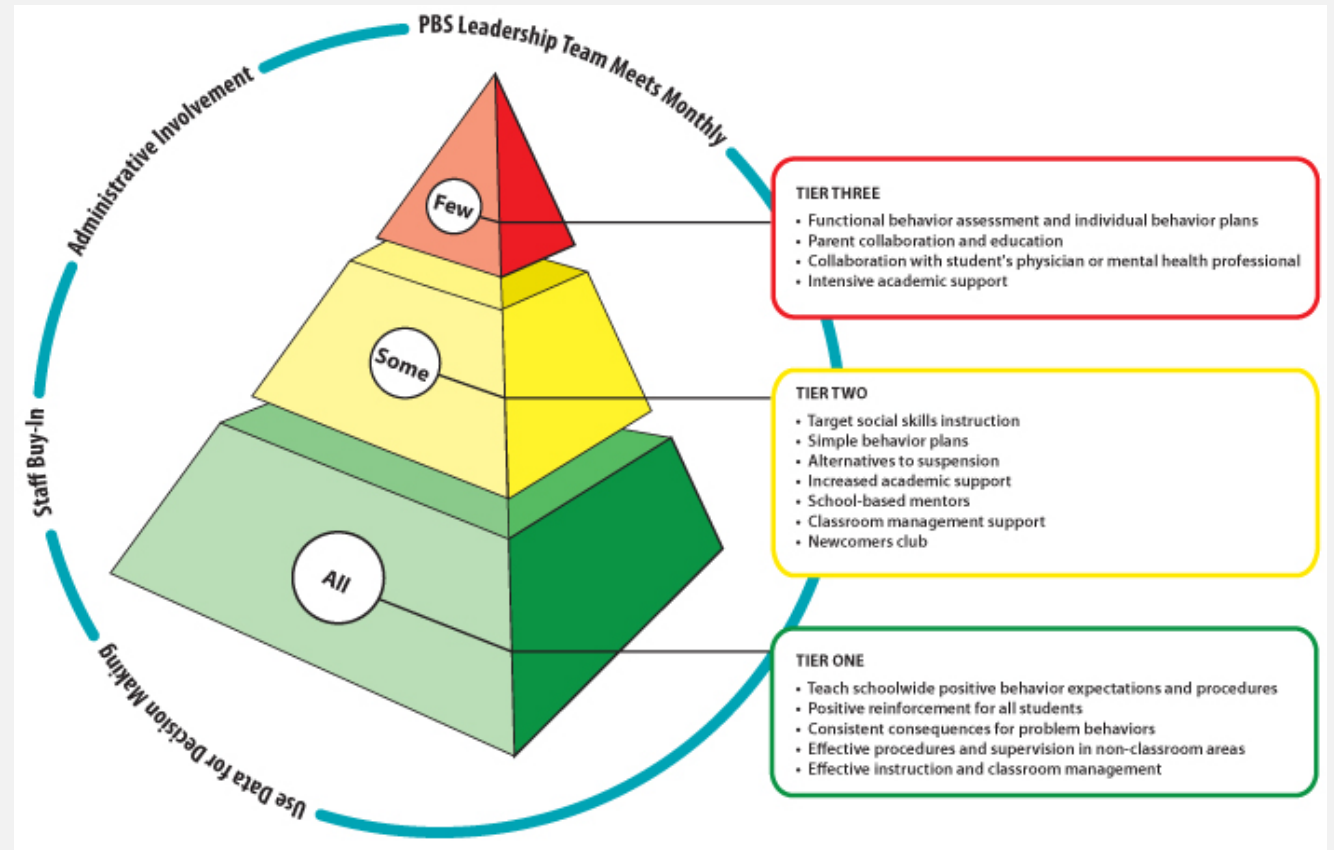 PBS Leadership Team Meets Monthly
Administrative Involvement
Staff Buy-In
Use Data for Decision Making
Few
Some
All
TIER THREE
• Functional behavior assessment and individual behavior plans
• Parent collaboration and education
• Collaboration with student's physician or mental health professional
• Intensive academic support
TIER TWO
• Target social skills instruction
• Simple behavior plans
• Alternatives to suspension
• Increased academic support
• School-based mentors
• Classroom management support
• Newcomers club
TIER ONE
• Teach schoolwide positive behavior expectations and procedures
• Positive reinforcement for all students
• Consistent consequences for problem behaviors
• Effective procedures and supervision in non-classroom areas
• Effective instruction and classroom management